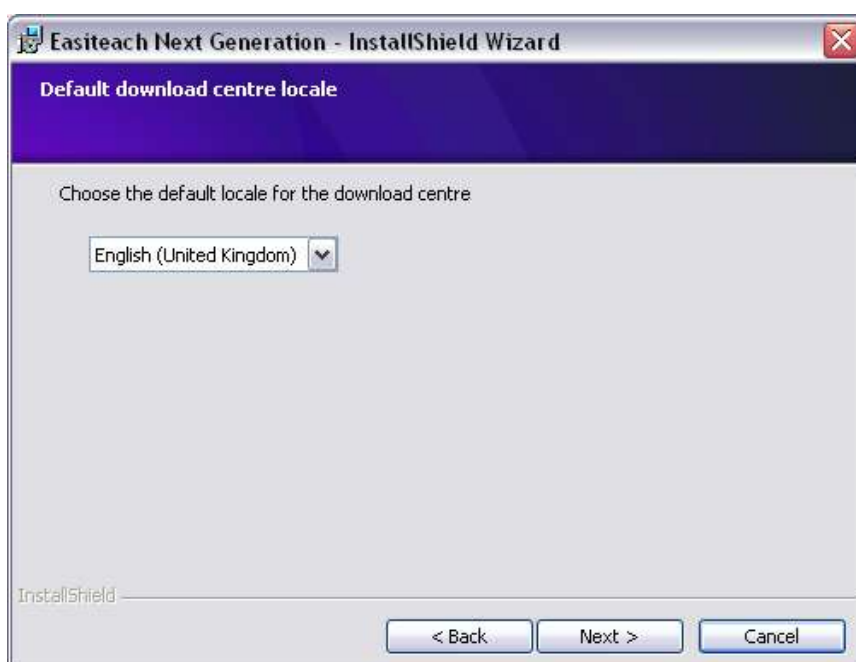 Easiteach Next Generation - InstallShield Wizard
Default download centre locale
Choose the default locale for the download centre
English (United Kingdom)
InstallShield
< Back Next > Cancel